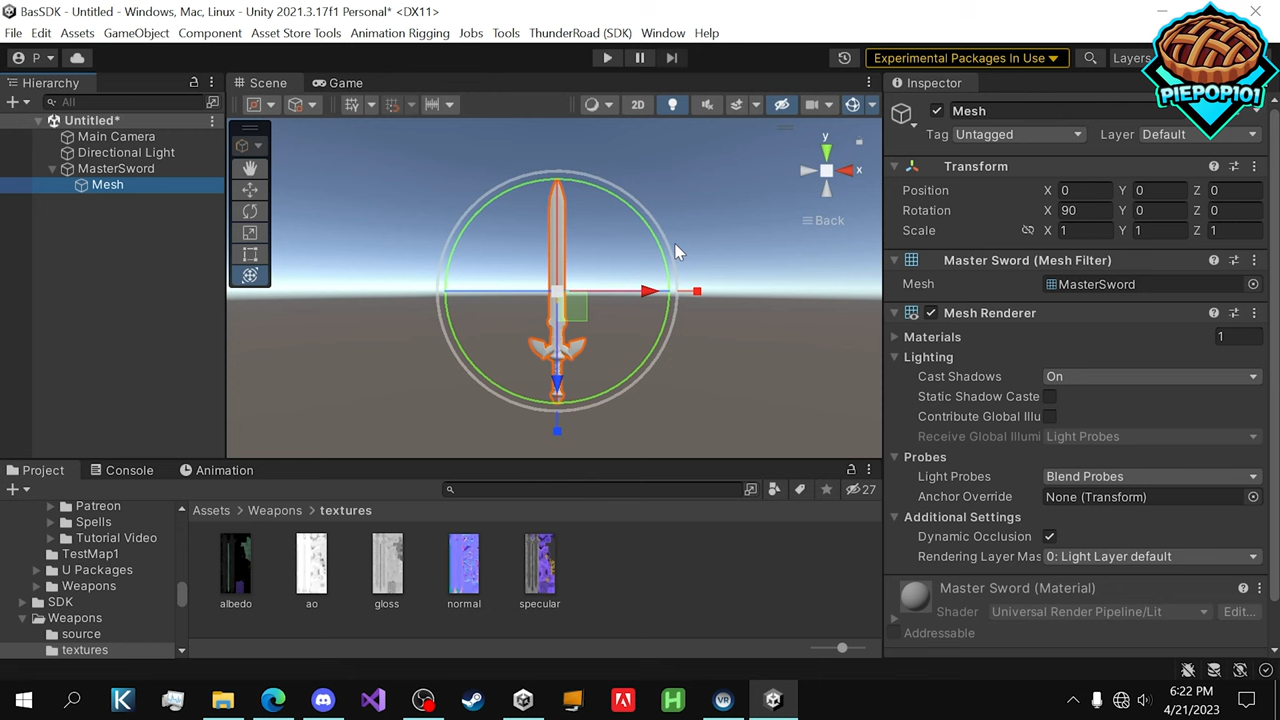 BasSDK - Untitled - Windows, Mac, Linux - Unity 2021.3.17f1 Personal* <DX11>
File Edit Assets GameObject Component Asset Store Tools Animation Rigging Jobs Tools ThunderRoad (SDK) Window Help
P Experimental Packages In Use Layers
PIEPOP101
Hierarchy Scene Game Inspector
All 2D
Untitled*
Main Camera
Directional Light
MasterSword
Mesh
y
x
Back
Mesh
Tag Untagged Layer Default
Transform
Position X 0 Y 0 Z 0
Rotation X 90 Y 0 Z 0
Scale X 1 Y 1 Z 1
Master Sword (Mesh Filter)
Mesh MasterSword
Mesh Renderer
Materials 1
Lighting
Cast Shadows On
Static Shadow Caste
Contribute Global Illu
Receive Global Illumi Light Probes
Probes
Light Probes Blend Probes
Anchor Override None (Transform)
Additional Settings
Dynamic Occlusion
Rendering Layer Mas 0: Light Layer default
Master Sword (Material)
Shader Universal Render Pipeline/Lit Edit...
Addressable
Project Console Animation
27
Patreon
Spells
Tutorial Video
TestMap1
U Packages
Weapons
SDK
Weapons
source
textures
Assets Weapons textures
albedo ao gloss normal specular
6:22 PM
4/21/2023